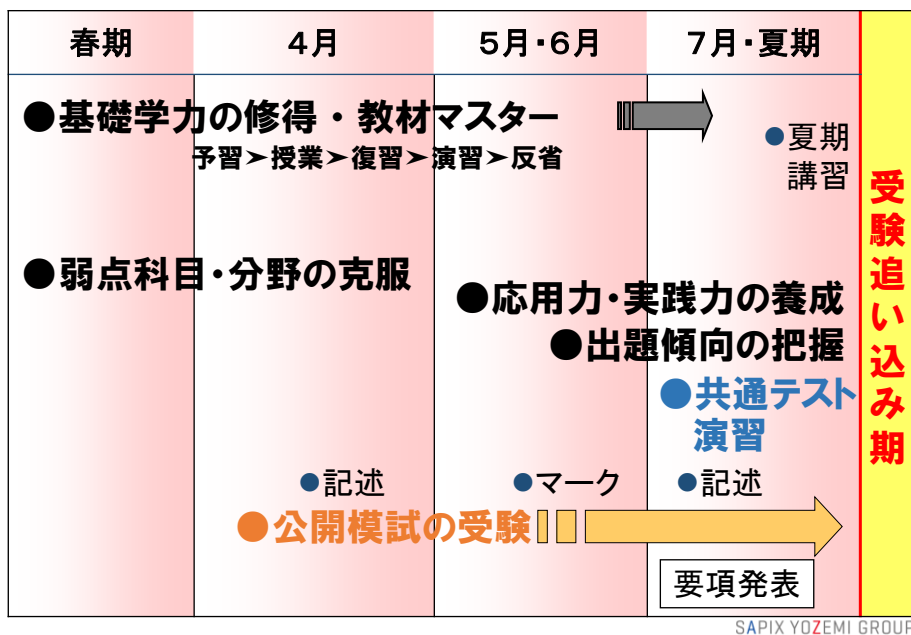 春期
4月
5月・6月
7月・夏期
●基礎学力の修得・教材マスター
予習➤授業➤復習➤演習➤反省
●夏期
講習
●弱点科目・分野の克服
●応用力・実践力の養成
●出題傾向の把握
●共通テスト
演習
●記述
●マーク
●記述
●公開模試の受験
要項発表
受験追い込み期
SAPIX YOZEMI GROUP